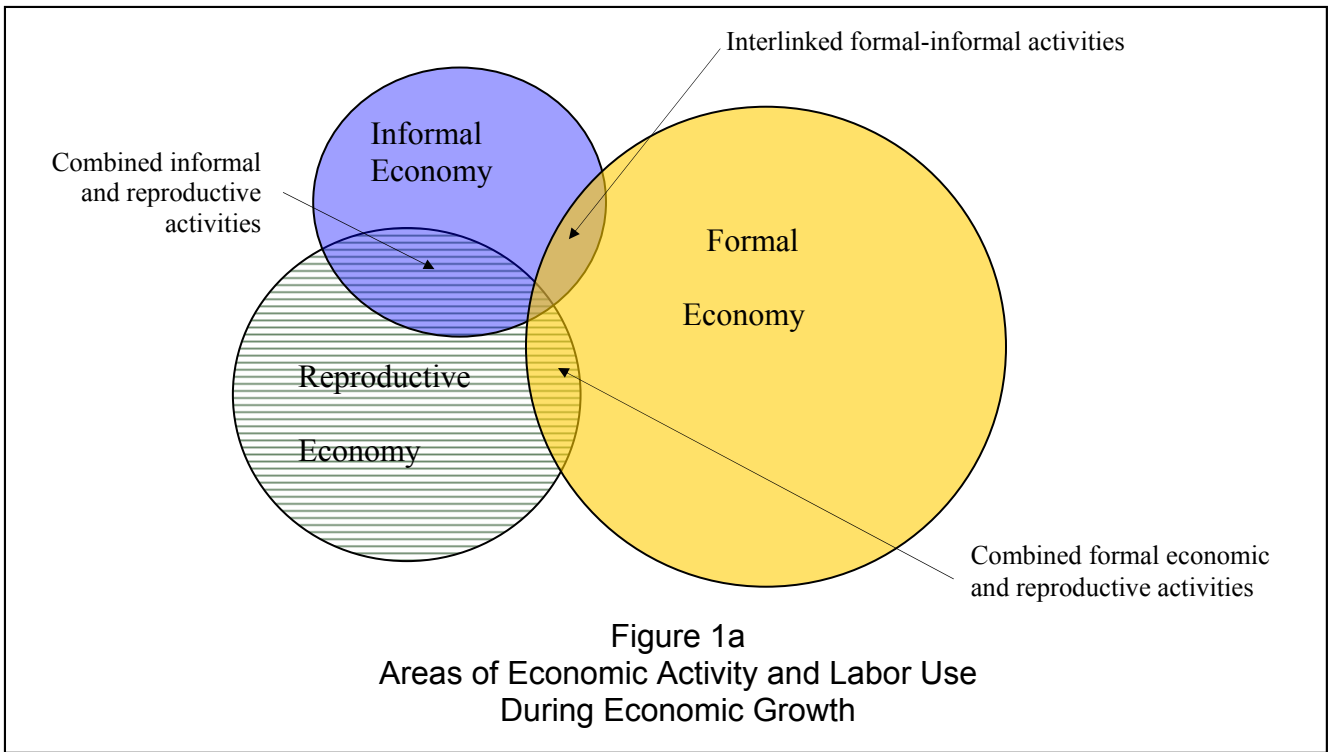 Interlinked formal-informal activities
Informal
Economy
Combined informal
and reproductive
activities
Formal
Economy
Reproductive
Economy
Combined formal economic
and reproductive activities
Figure 1a
Areas of Economic Activity and Labor Use
During Economic Growth